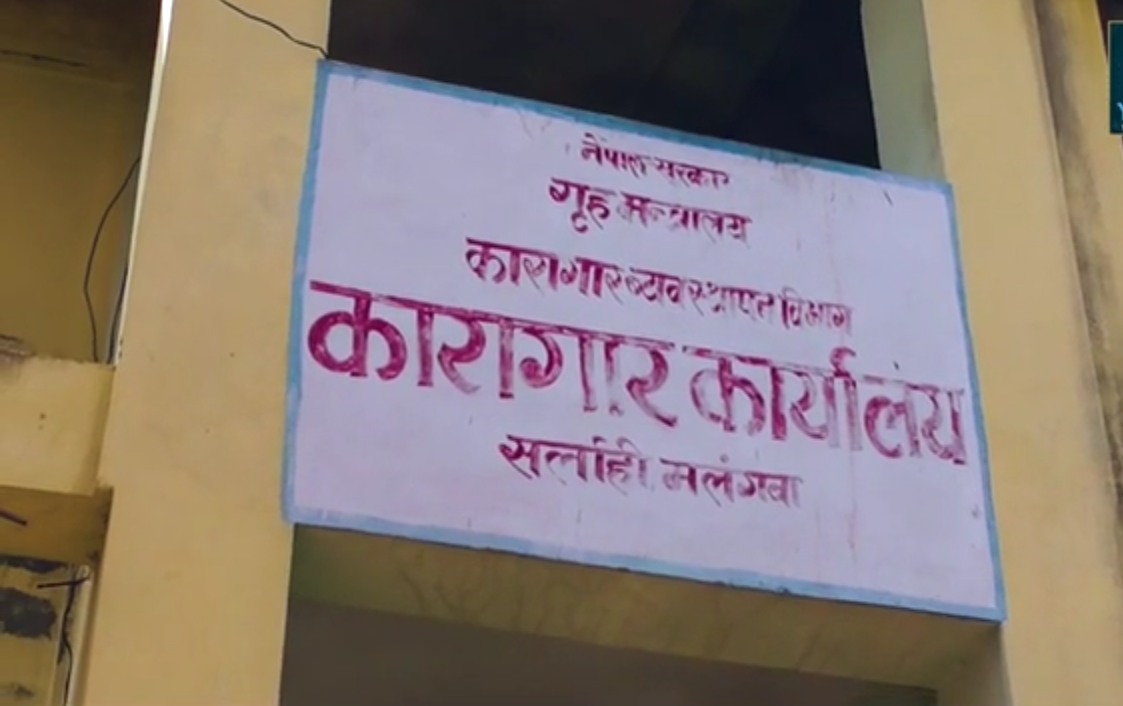 नेपाल सरकार
गृह मन्त्रालय
कारागार व्यवस्थापन विभाग
कारागार कार्यालय
सर्लाही, मलंगवा